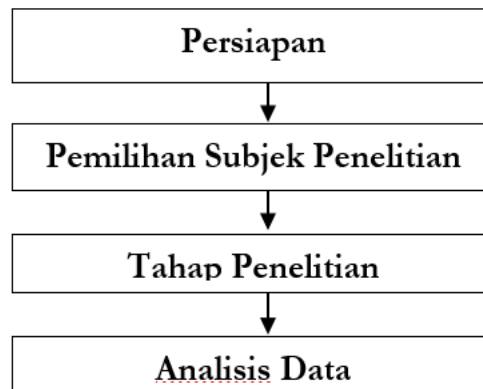 Persiapan
Pemilihan Subjek Penelitian
Tahap Penelitian
Analisis Data